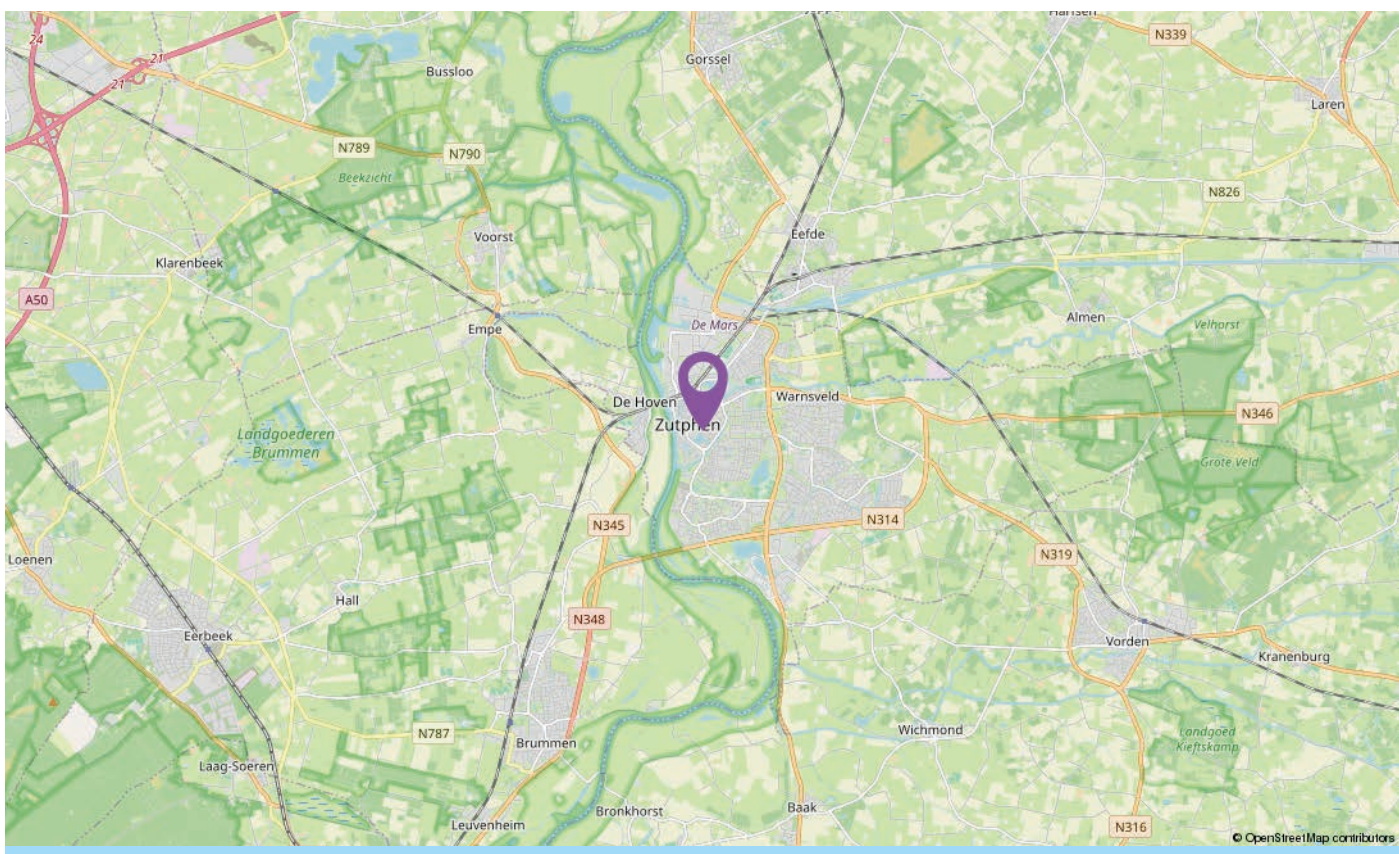 Harfsen
N339
24
21
Gorssel
Bussloo
21
Laren
N789
N790
Beekzicht
N826
Voorst
Eefde
Klarenbeek
A50
Empe
De Mars
Almen
Velhorst
De Hoven
Warnsveld
N346
Zutphen
Landgoederen
Brummen
Grote Veld
N345
N314
Loenen
N319
Hall
N348
Eerbeek
Vorden
Kranenburg
N787
Brummen
Wichmond
Landgoed
Kieftskamp
Laag-Soeren
Bronkhorst
Baak
Leuvenheim
N316
© OpenStreetMap contributors